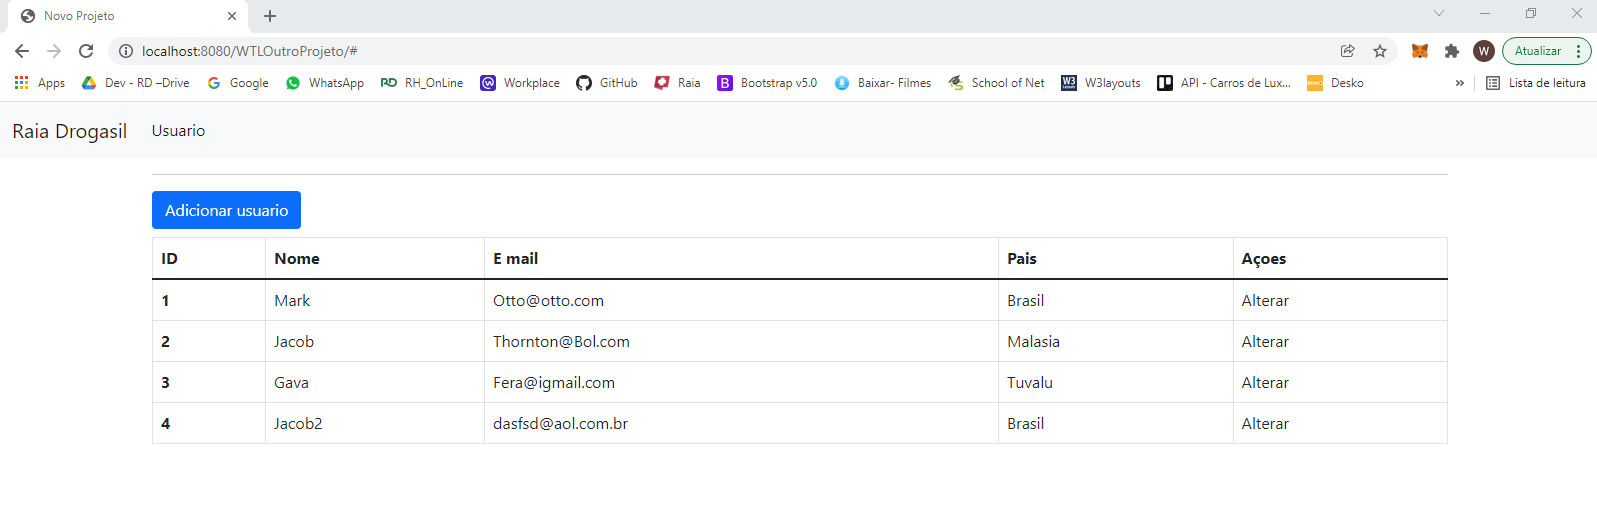 Novo Projeto
localhost:8080/WTLOutroProjeto/#
W
Atualizar
Apps Dev - RD –Drive Google WhatsApp RD RH_OnLine Workplace GitHub Raia B Bootstrap v5.0 Baixar- Filmes School of Net W3 W3layouts API - Carros de Lux... Desko » Lista de leitura
Raia Drogasil Usuario
Adicionar usuario
ID Nome E mail Pais Açoes
1 Mark Otto@otto.com Brasil Alterar
2 Jacob Thornton@Bol.com Malasia Alterar
3 Gava Fera@igmail.com Tuvalu Alterar
4 Jacob2 dasfsd@aol.com.br Brasil Alterar